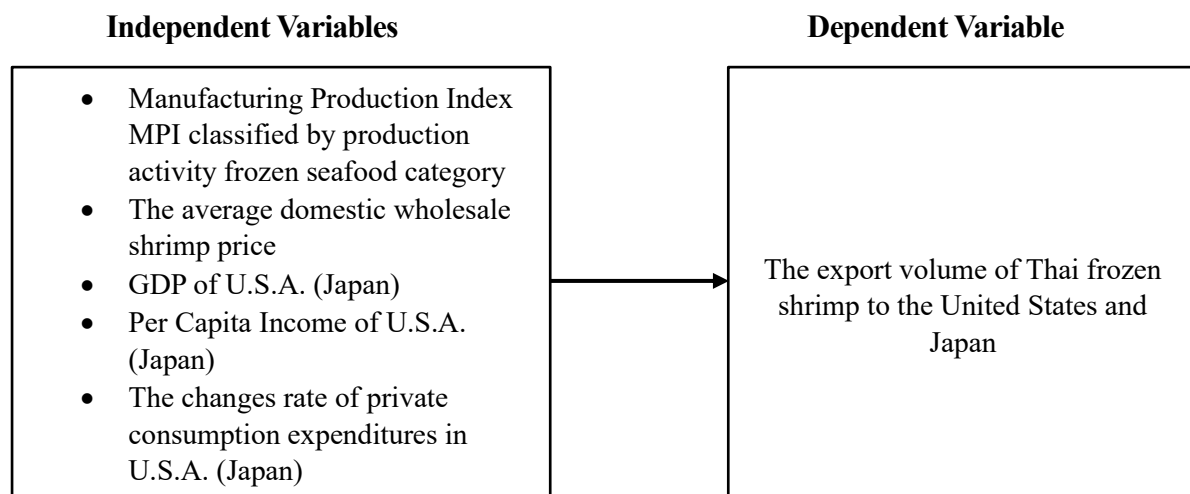 Independent Variables
• Manufacturing Production Index
MPI classified by production
activity frozen seafood category
• The average domestic wholesale
shrimp price
• GDP of U.S.A. (Japan)
• Per Capita Income of U.S.A.
(Japan)
• The changes rate of private
consumption expenditures in
U.S.A. (Japan)
Dependent Variable
The export volume of Thai frozen
shrimp to the United States and
Japan